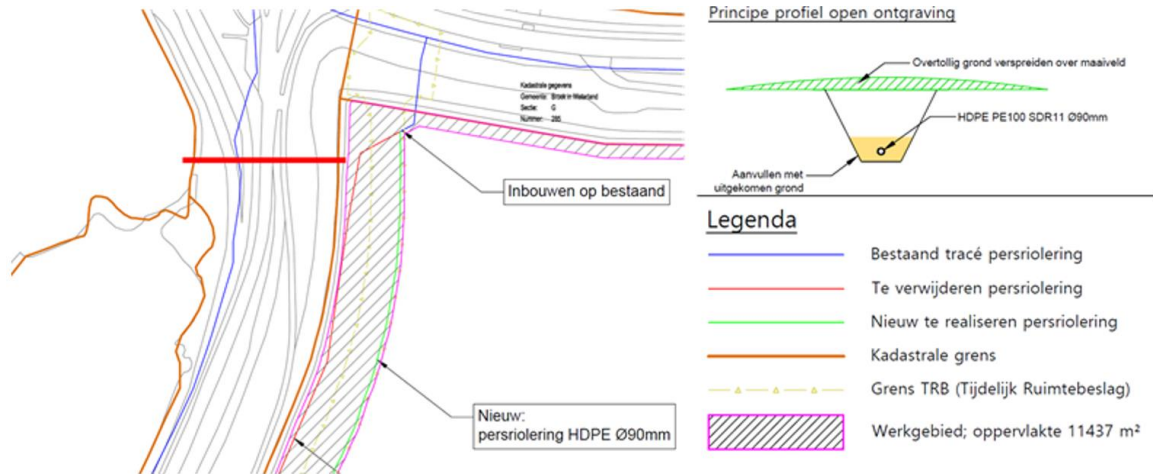 Kadastrale gegevens
Gemeente: Broek in Waterland
Sectie: G
Nummer: 285
Inbouwen op bestaand
Nieuw:
persriolering HDPE Ø90mm
Principe profiel open ontgraving
Overtollig grond verspreiden over maaiveld
HDPE PE100 SDR11 Ø90mm
Aanvullen met
uitgekomen grond
Legenda
Bestaand tracé persriolering
Te verwijderen persriolering
Nieuw te realiseren persriolering
Kadastrale grens
Grens TRB (Tijdelijk Ruimtebeslag)
Werkgebied; oppervlakte 11437 m²